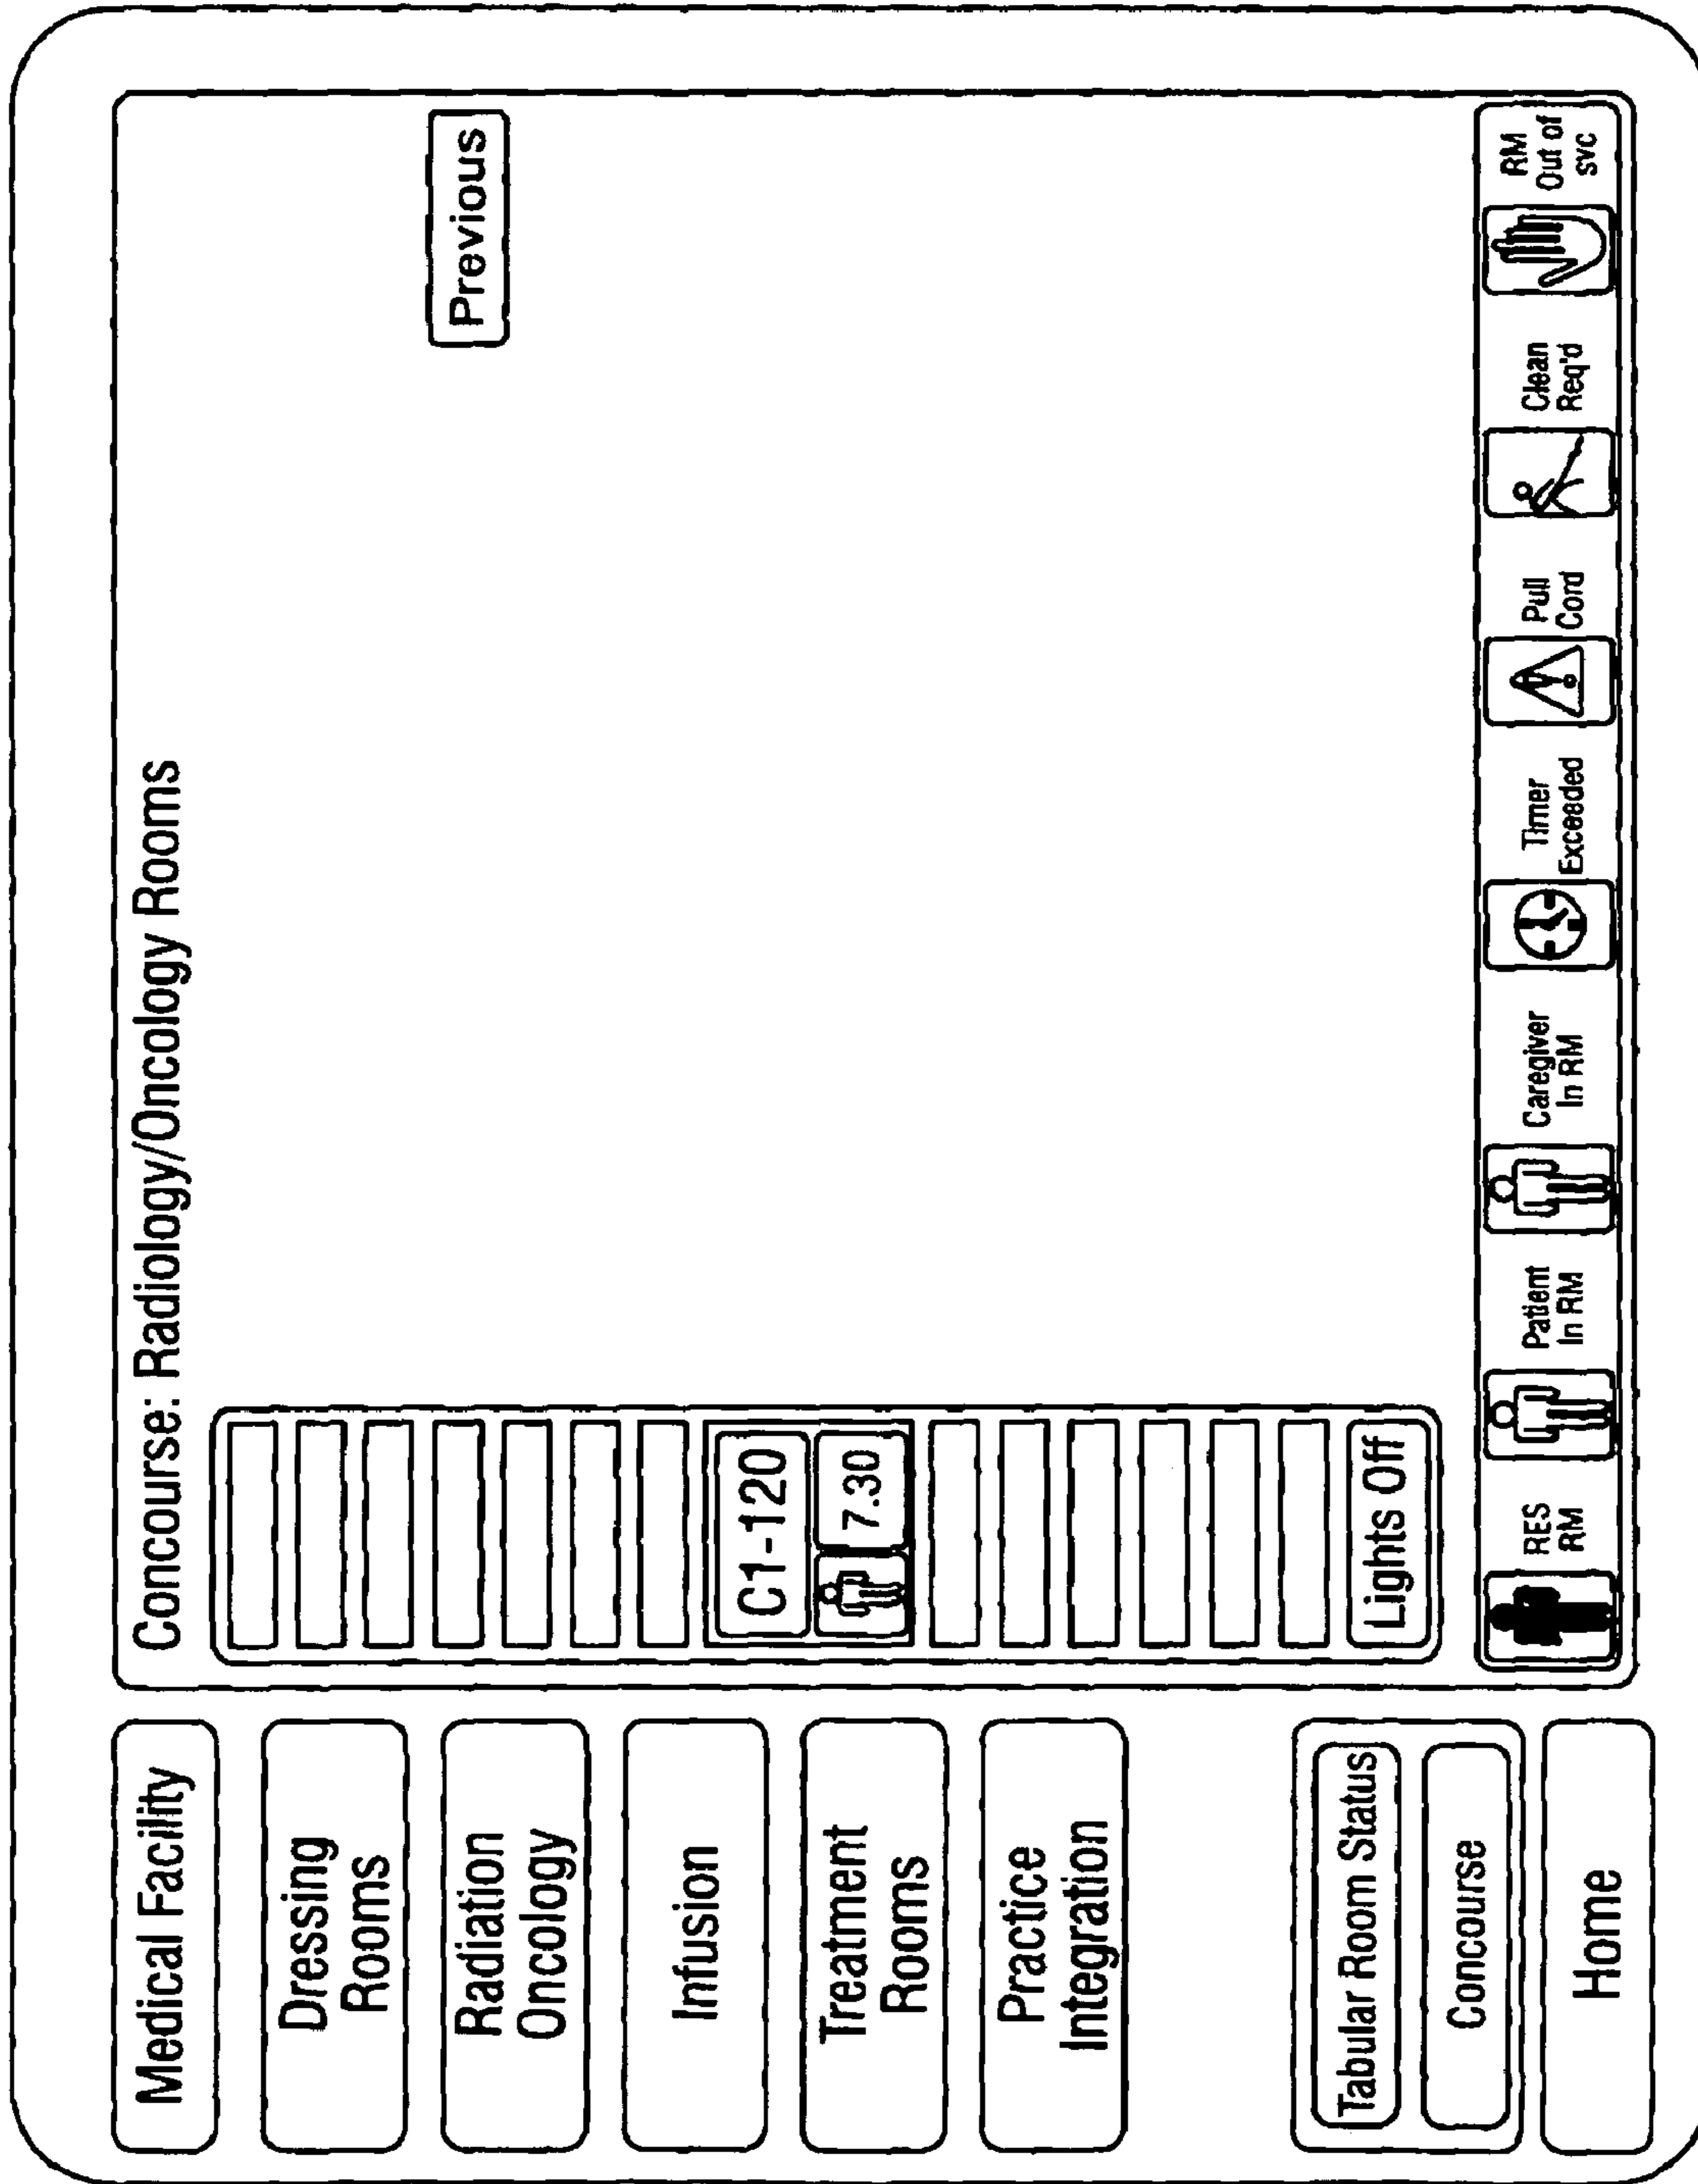 Medical Facility
Dressing
Rooms
Radiation
Oncology
Infusion
Treatment
Rooms
Practice
Integration
Tabular Room Status
Concourse
Home
Concourse: Radiology/Oncology Rooms
Previous
C1-120
7.30
Lights Off
RES
RM
Patient
In RM
Caregiver
In RM
Timer
Exceeded
Pull
Cord
Clean
Req'd
RM
Out of
svc